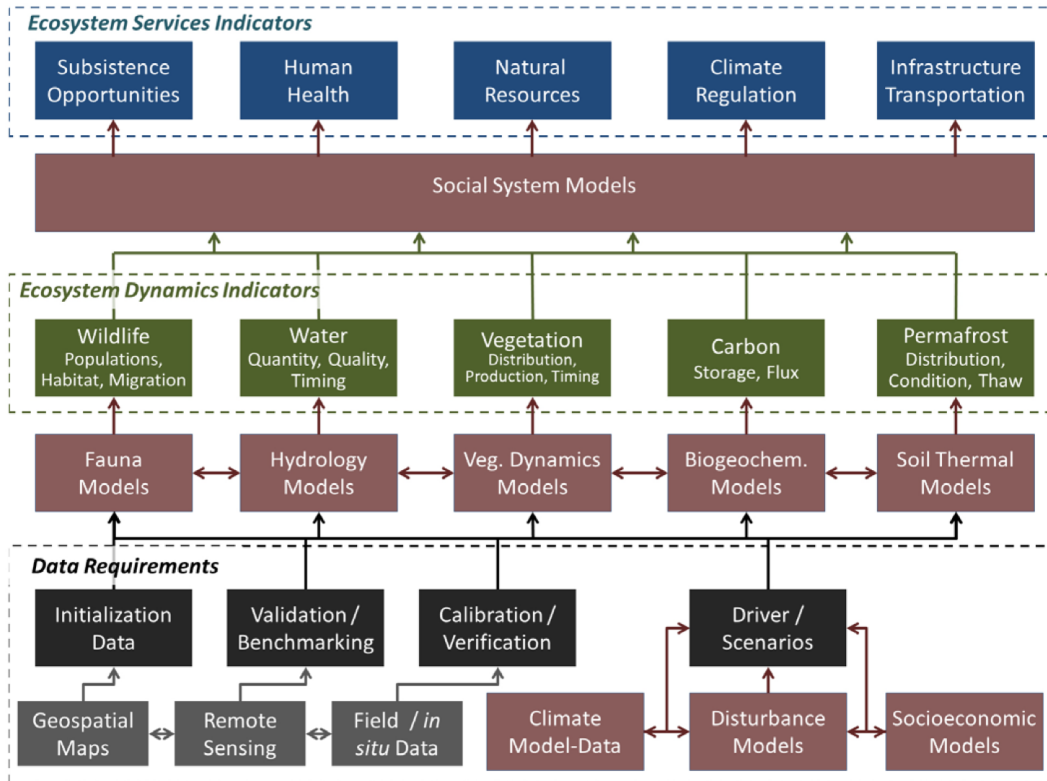 Ecosystem Services Indicators
Subsistence
Opportunities
Human
Health
Natural
Resources
Climate
Regulation
Infrastructure
Transportation
Social System Models
Ecosystem Dynamics Indicators
Wildlife
Populations,
Habitat, Migration
Water
Quantity, Quality,
Timing
Vegetation
Distribution,
Production, Timing
Carbon
Storage, Flux
Permafrost
Distribution,
Condition, Thaw
Fauna
Models
Hydrology
Models
Veg. Dynamics
Models
Biogeochem.
Models
Soil Thermal
Models
Data Requirements
Initialization
Data
Validation /
Benchmarking
Calibration /
Verification
Driver /
Scenarios
Geospatial
Maps
Remote
Sensing
Field / in
situ Data
Climate
Model-Data
Disturbance
Models
Socioeconomic
Models